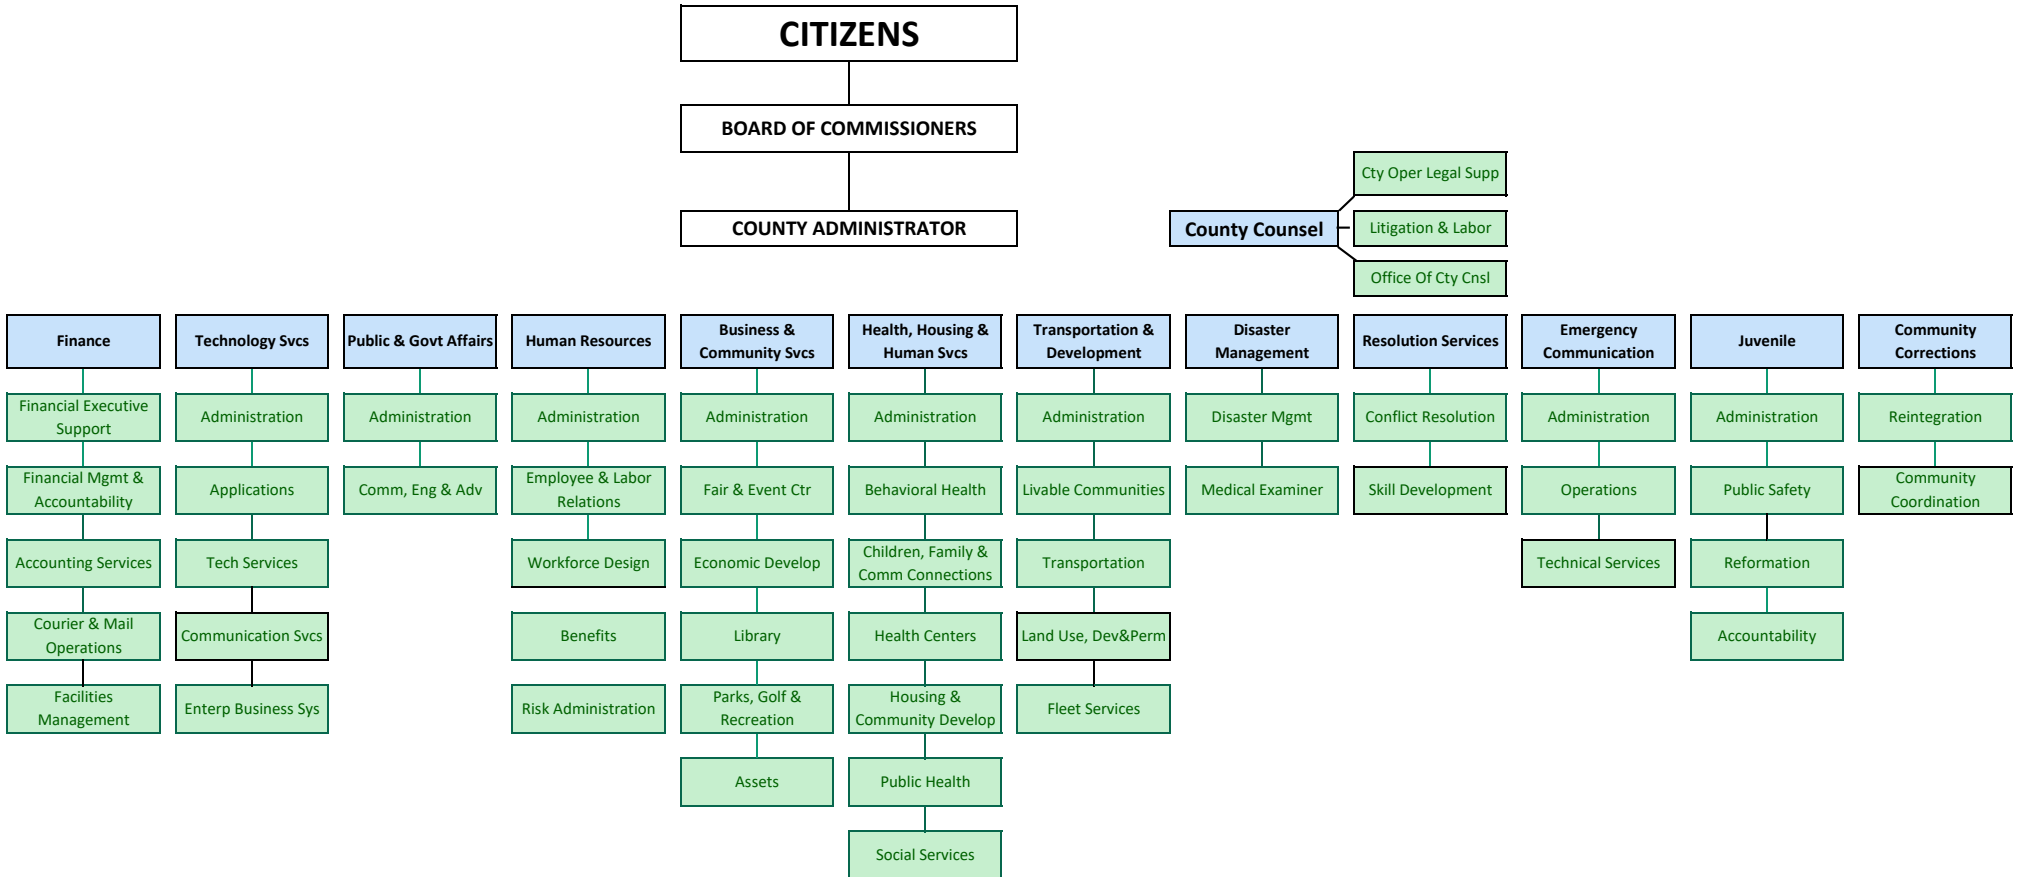 CITIZENS
BOARD OF COMMISSIONERS
COUNTY ADMINISTRATOR
County Counsel
Cty Oper Legal Supp
Litigation & Labor
Office Of Cty Cnsl
Finance
Financial Executive
Support
Financial Mgmt &
Accountability
Accounting Services
Courier & Mail
Operations
Facilities
Management
Technology Svcs
Administration
Applications
Tech Services
Communication Svcs
Enterp Business Sys
Public & Govt Affairs
Administration
Comm, Eng & Adv
Human Resources
Administration
Employee & Labor
Relations
Workforce Design
Benefits
Risk Administration
Business &
Community Svcs
Administration
Fair & Event Ctr
Economic Develop
Library
Parks, Golf &
Recreation
Assets
Health, Housing &
Human Svcs
Administration
Behavioral Health
Children, Family &
Comm Connections
Health Centers
Housing &
Community Develop
Public Health
Social Services
Transportation &
Development
Administration
Livable Communities
Transportation
Land Use, Dev&Perm
Fleet Services
Disaster
Management
Disaster Mgmt
Medical Examiner
Resolution Services
Conflict Resolution
Skill Development
Emergency
Communication
Administration
Operations
Technical Services
Juvenile
Administration
Public Safety
Reformation
Accountability
Community
Corrections
Reintegration
Community
Coordination